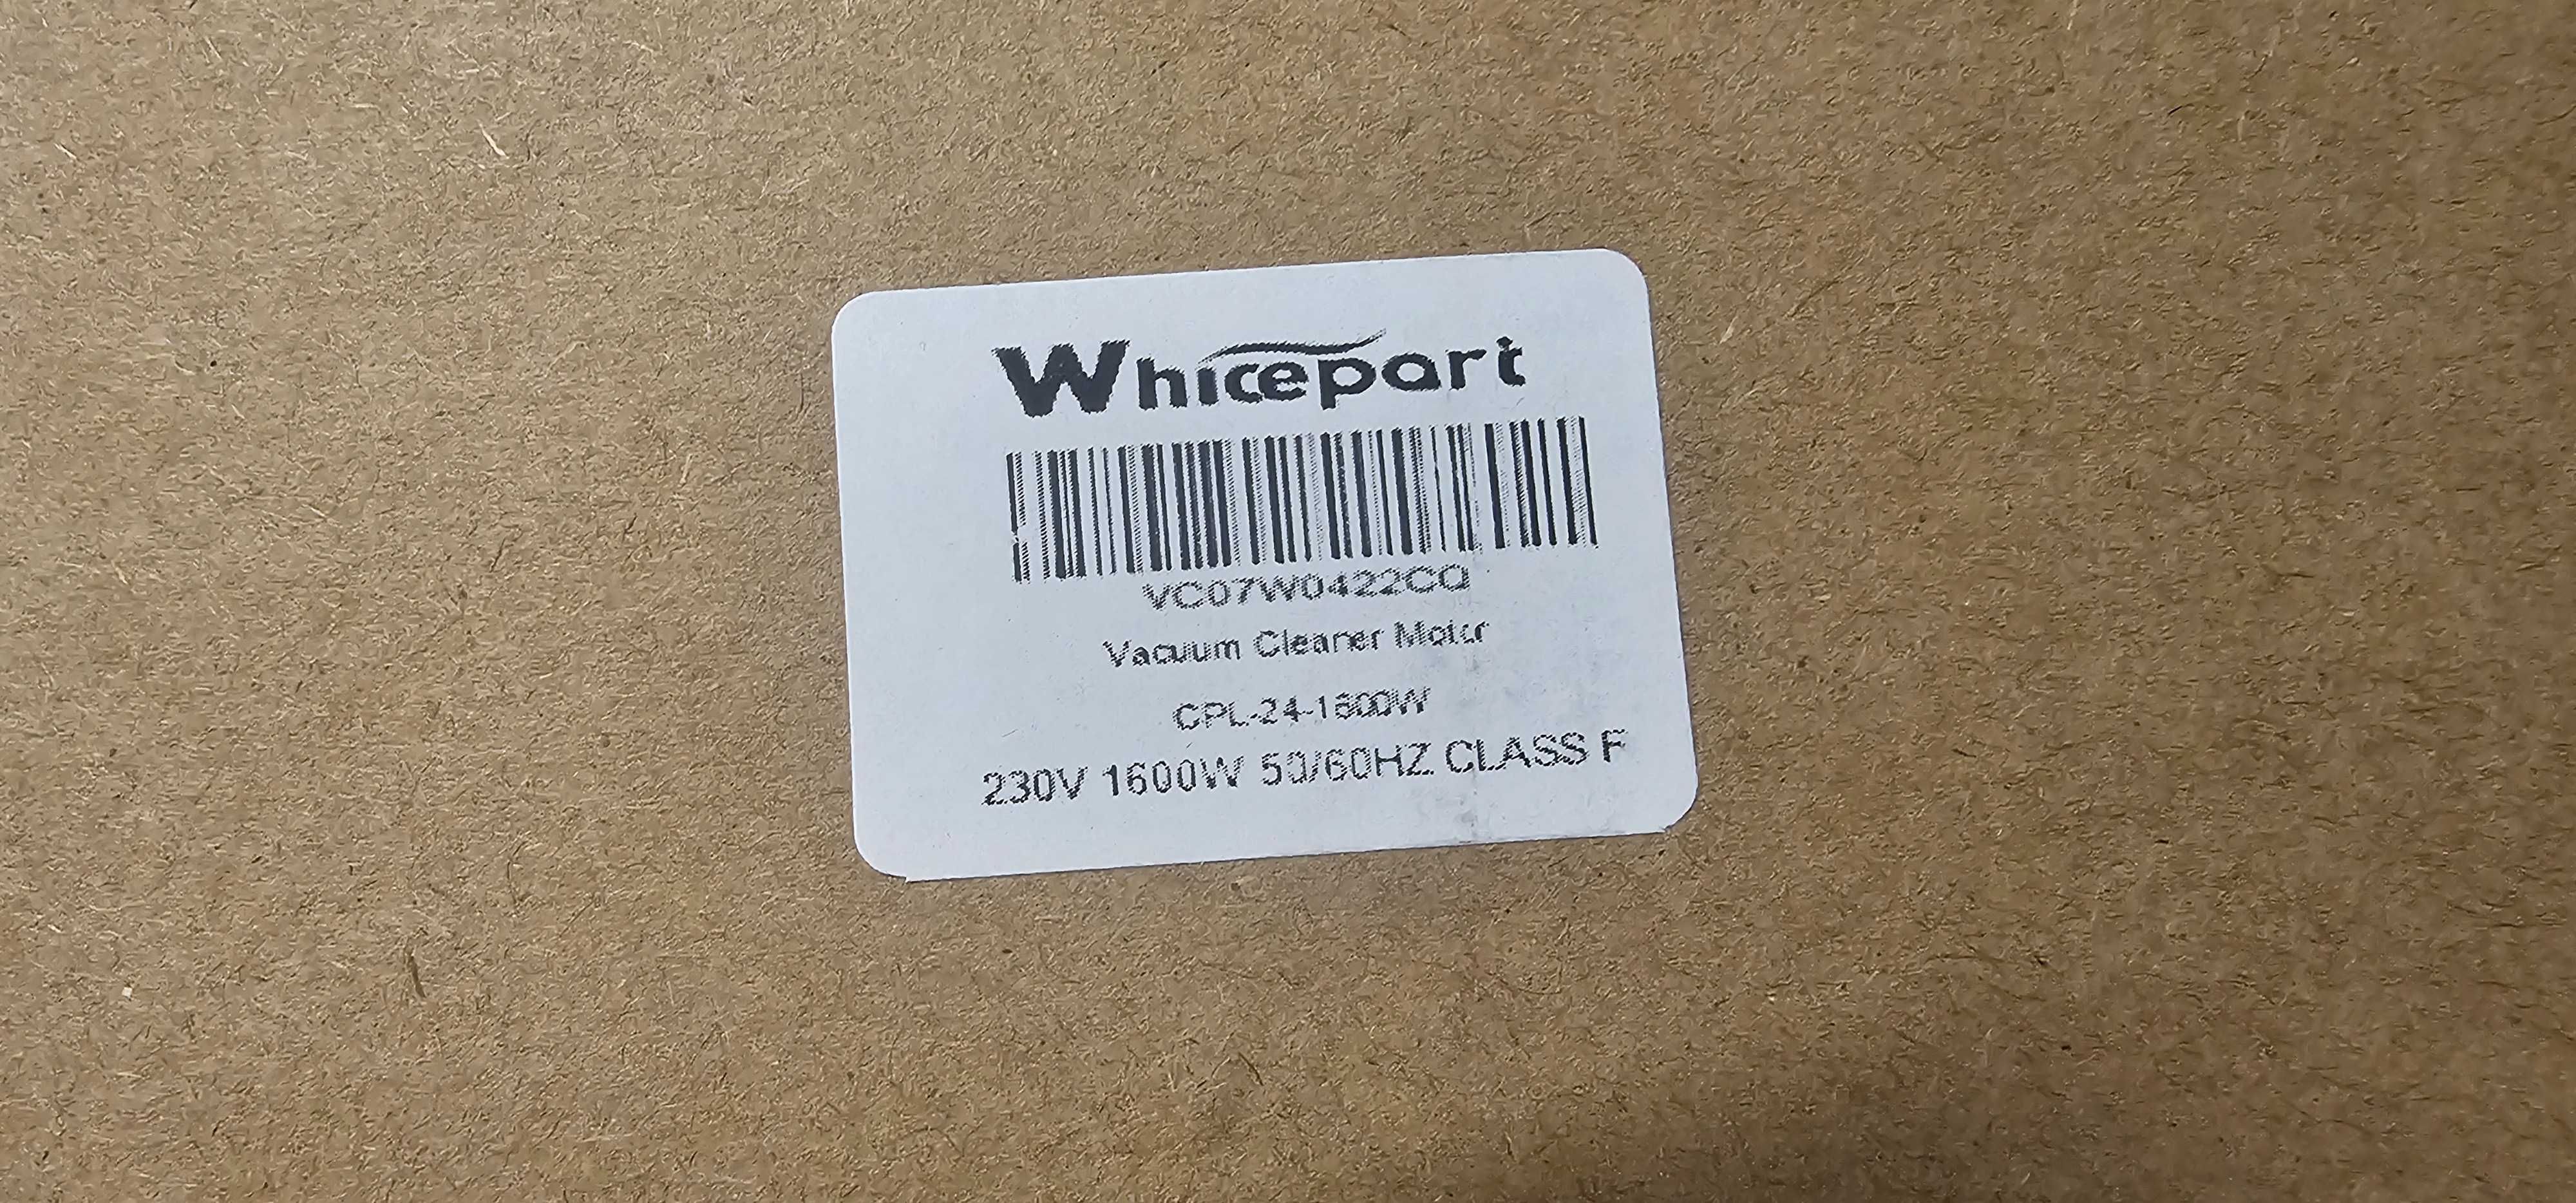 Whicepart
VC07W0422CQ
Vacuum Cleaner Motor
CPL-24-1600W
230V 1600W 50/60HZ CLASS F